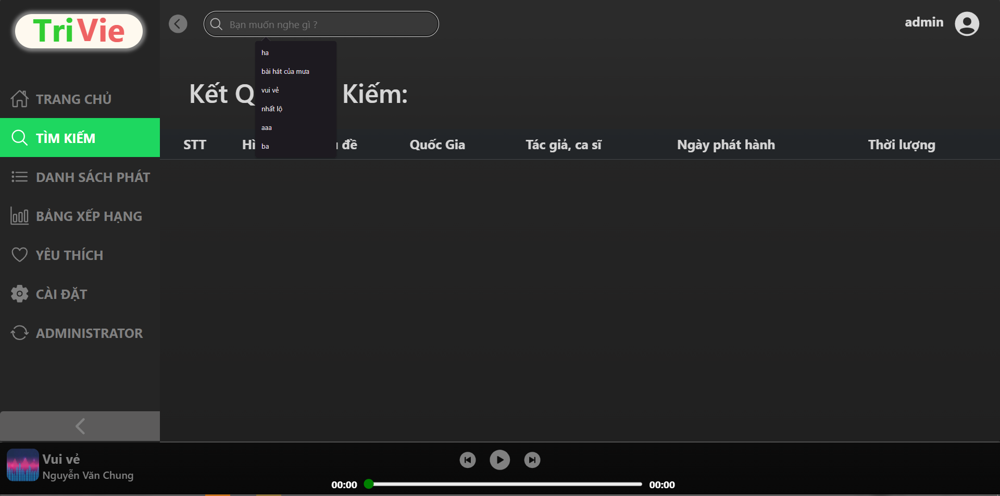 TriVie
Bạn muốn nghe gì ?
admin
ha
bài hát của mưa
vui vẻ
nhất lộ
aaa
ba
Kết Q Kiếm:
STT Hì đề Quốc Gia Tác giả, ca sĩ Ngày phát hành Thời lượng
TRANG CHỦ
TÌM KIẾM
DANH SÁCH PHÁT
BẢNG XẾP HẠNG
YÊU THÍCH
CÀI ĐẶT
ADMINISTRATOR
Vui vẻ
Nguyễn Văn Chung
00:00 00:00